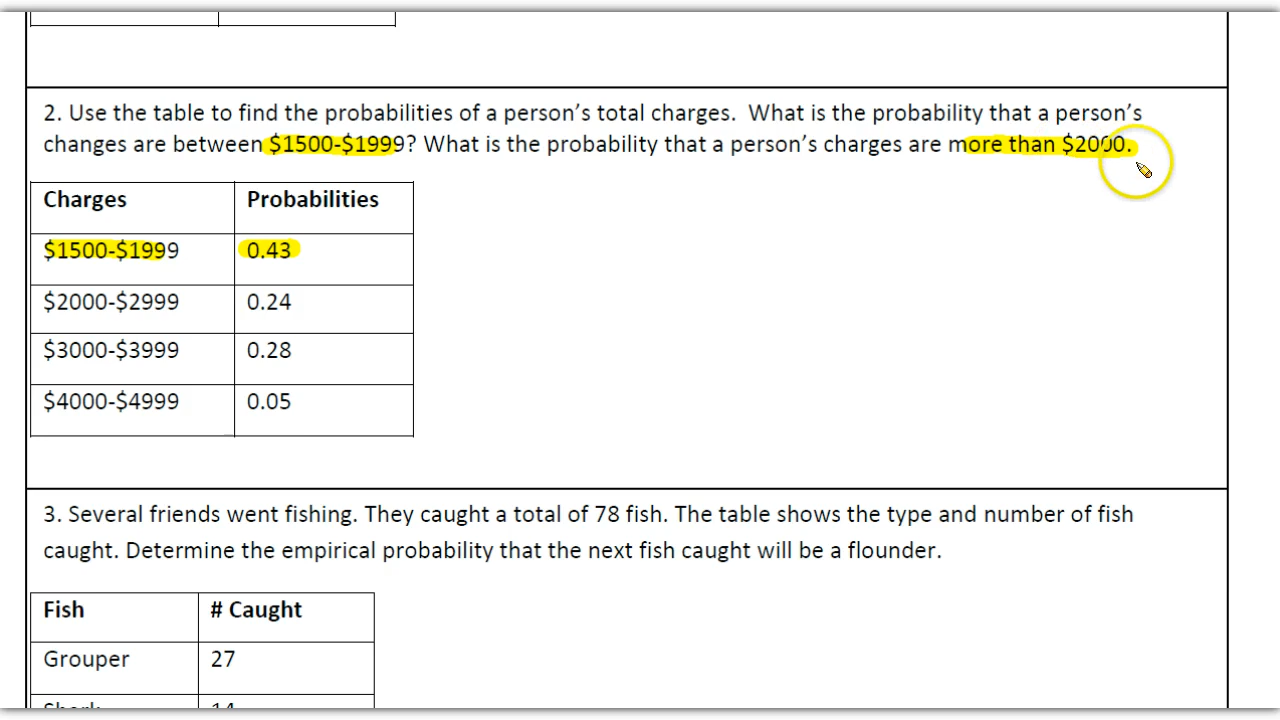 2. Use the table to find the probabilities of a person’s total charges.  What is the probability that a person’s
changes are between $1500-$1999? What is the probability that a person’s charges are more than $2000.
Charges Probabilities
$1500-$1999 0.43
$2000-$2999 0.24
$3000-$3999 0.28
$4000-$4999 0.05
3. Several friends went fishing. They caught a total of 78 fish. The table shows the type and number of fish
caught. Determine the empirical probability that the next fish caught will be a flounder.
Fish # Caught
Grouper 27
Shark 14